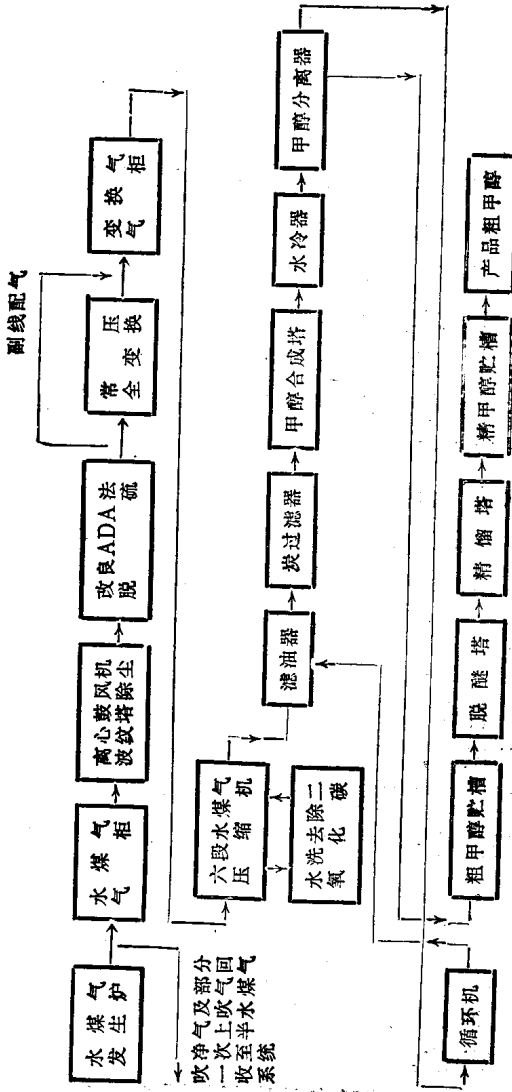 水煤气
发生炉
水煤
气柜
离心鼓风机
波纹塔除尘
改良ADA法
脱硫
常压
全变换
副线配气
变换
气柜
吹净气及部分
一次上吹气回
收至半水煤气
系统
六段水煤气
压缩机
水洗去除二
氧化碳
滤油器
炭过滤器
甲醇合成塔
水冷器
甲醇分离器
循环机
粗甲醇贮槽
脱醚塔
精馏塔
精甲醇贮槽
产品粗甲醇